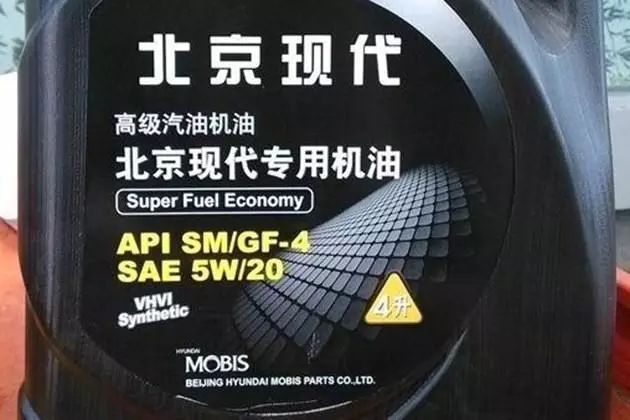 北京现代
高级汽油机油
北京现代专用机油
Super Fuel Economy
API SM/GF-4
SAE 5W/20
VHVI
Synthetic
4升
HYUNDAI
MOBIS
BEIJING HYUNDAI MOBIS PARTS CO.,LTD.